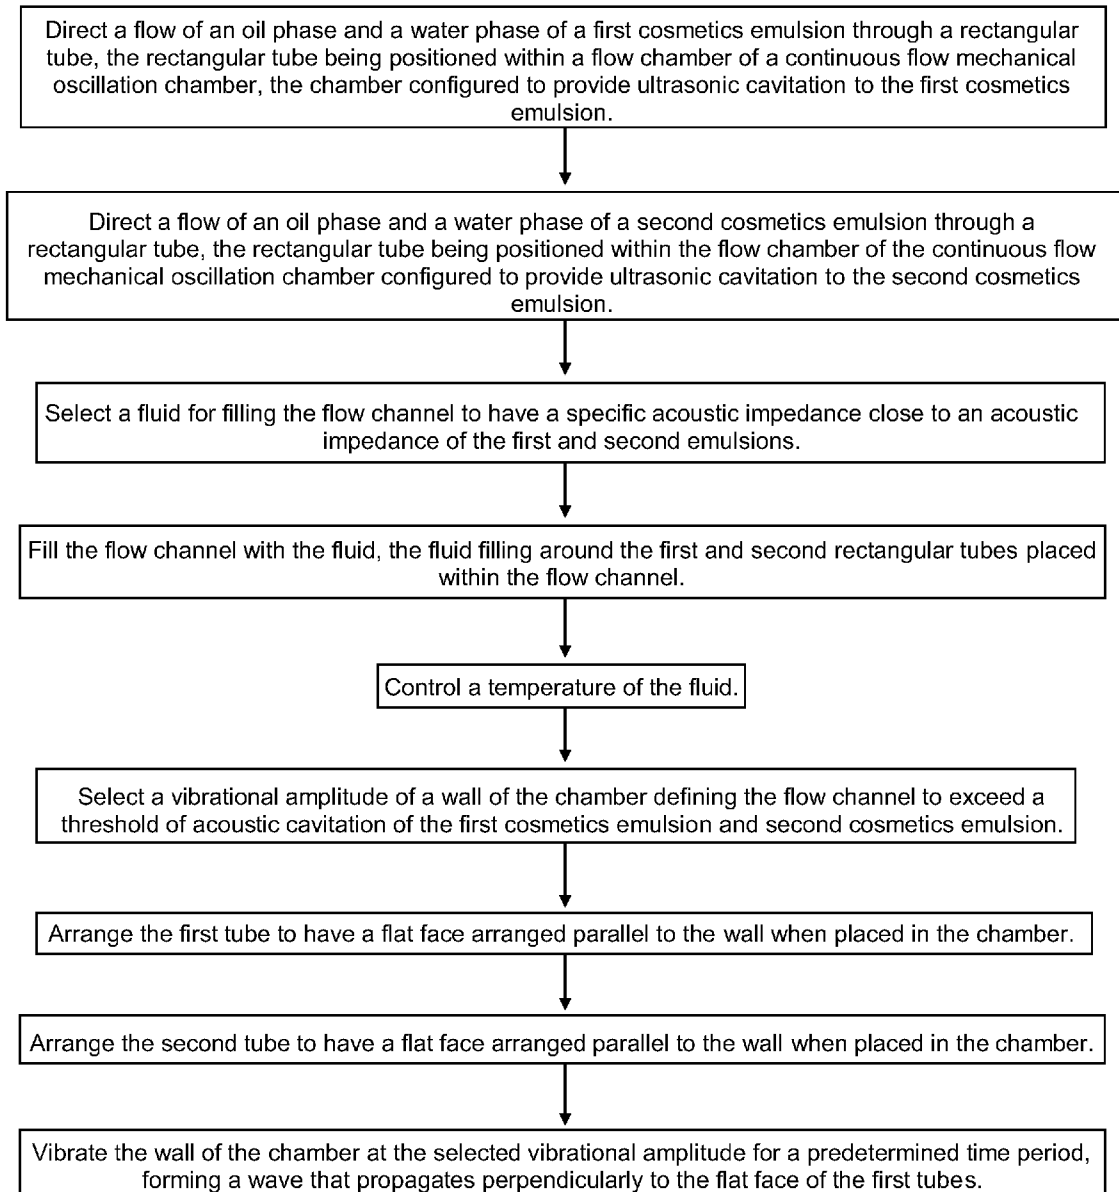 Direct a flow of an oil phase and a water phase of a first cosmetics emulsion through a rectangular
tube, the rectangular tube being positioned within a flow chamber of a continuous flow mechanical
oscillation chamber, the chamber configured to provide ultrasonic cavitation to the first cosmetics
emulsion.
Direct a flow of an oil phase and a water phase of a second cosmetics emulsion through a
rectangular tube, the rectangular tube being positioned within the flow chamber of the continuous flow
mechanical oscillation chamber configured to provide ultrasonic cavitation to the second cosmetics
emulsion.
Select a fluid for filling the flow channel to have a specific acoustic impedance close to an acoustic
impedance of the first and second emulsions.
Fill the flow channel with the fluid, the fluid filling around the first and second rectangular tubes placed
within the flow channel.
Control a temperature of the fluid.
Select a vibrational amplitude of a wall of the chamber defining the flow channel to exceed a
threshold of acoustic cavitation of the first cosmetics emulsion and second cosmetics emulsion.
Arrange the first tube to have a flat face arranged parallel to the wall when placed in the chamber.
Arrange the second tube to have a flat face arranged parallel to the wall when placed in the chamber.
Vibrate the wall of the chamber at the selected vibrational amplitude for a predetermined time period,
forming a wave that propagates perpendicularly to the flat face of the first tubes.